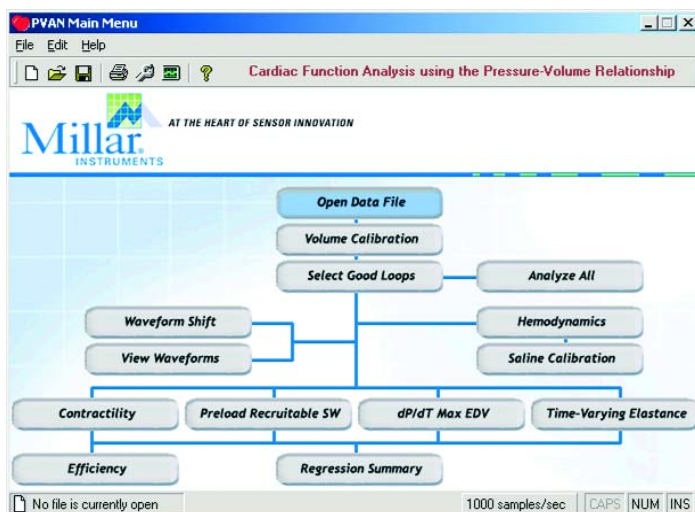 PVAN Main Menu
File Edit Help
Cardiac Function Analysis using the Pressure-Volume Relationship
Millar®
INSTRUMENTS
AT THE HEART OF SENSOR INNOVATION
Open Data File
Volume Calibration
Select Good Loops
Analyze All
Waveform Shift
Hemodynamics
View Waveforms
Saline Calibration
Contractility
Preload Recruitable SW
dP/dT Max EDV
Time-Varying Elastance
Efficiency
Regression Summary
No file is currently open
1000 samples/sec
CAPS NUM INS